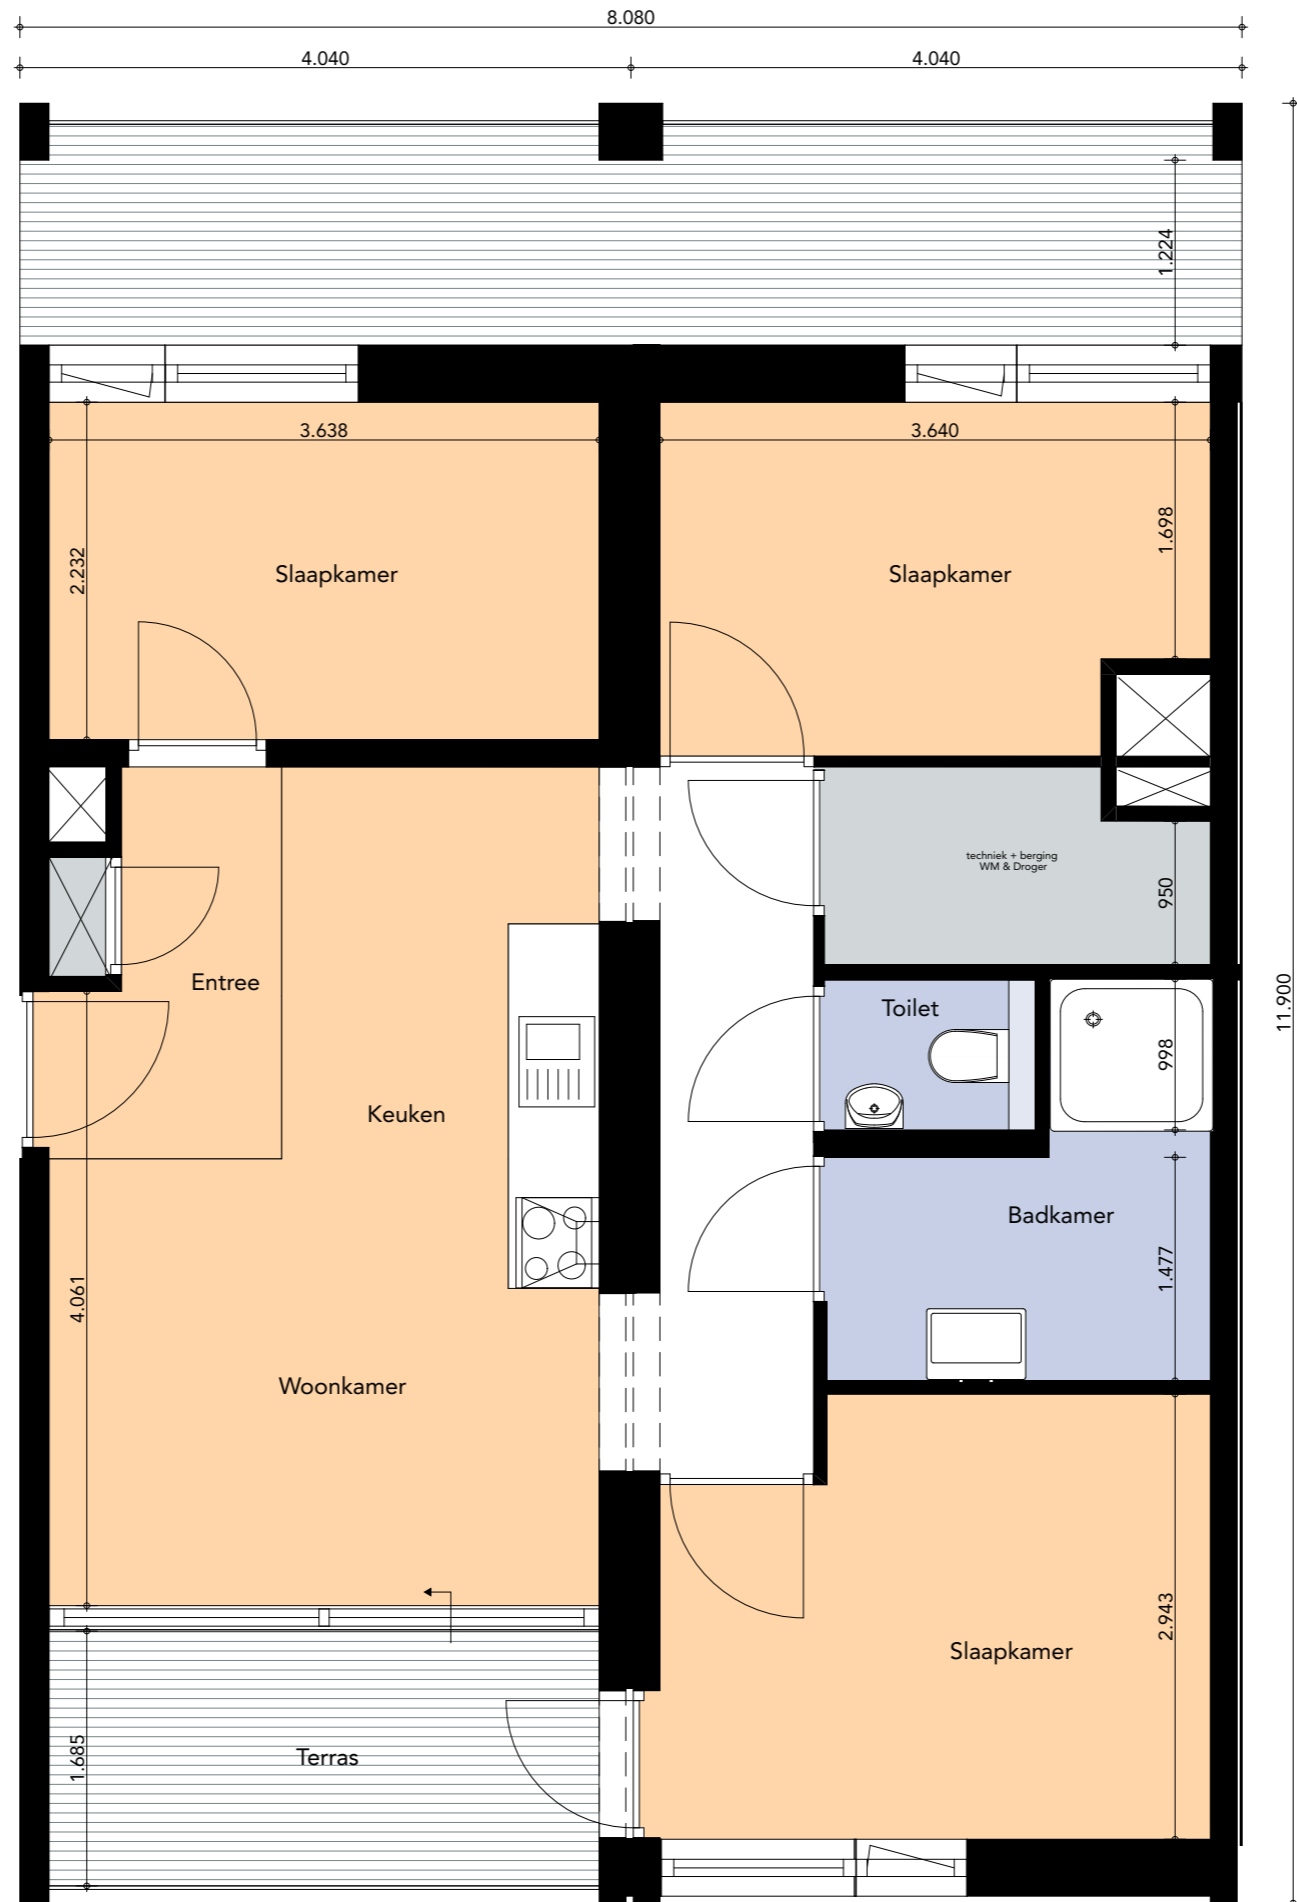 8.080
4.040
4.040
1.224
3.638
3.640
2.232
1.698
Slaapkamer
Slaapkamer
techniek + berging
WM & Droger
950
Entree
Toilet
11.900
998
Keuken
Badkamer
4.061
1.477
Woonkamer
2.943
Slaapkamer
1.685
Terras